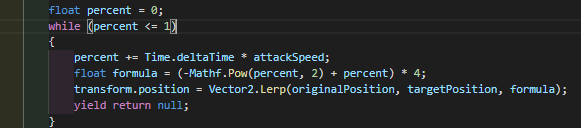 float percent = 0;
while (percent <= 1)
{
percent += Time.deltaTime * attackSpeed;
float formula = (-Mathf.Pow(percent, 2) + percent) * 4;
transform.position = Vector2.Lerp(originalPosition, targetPosition, formula);
yield return null;
}